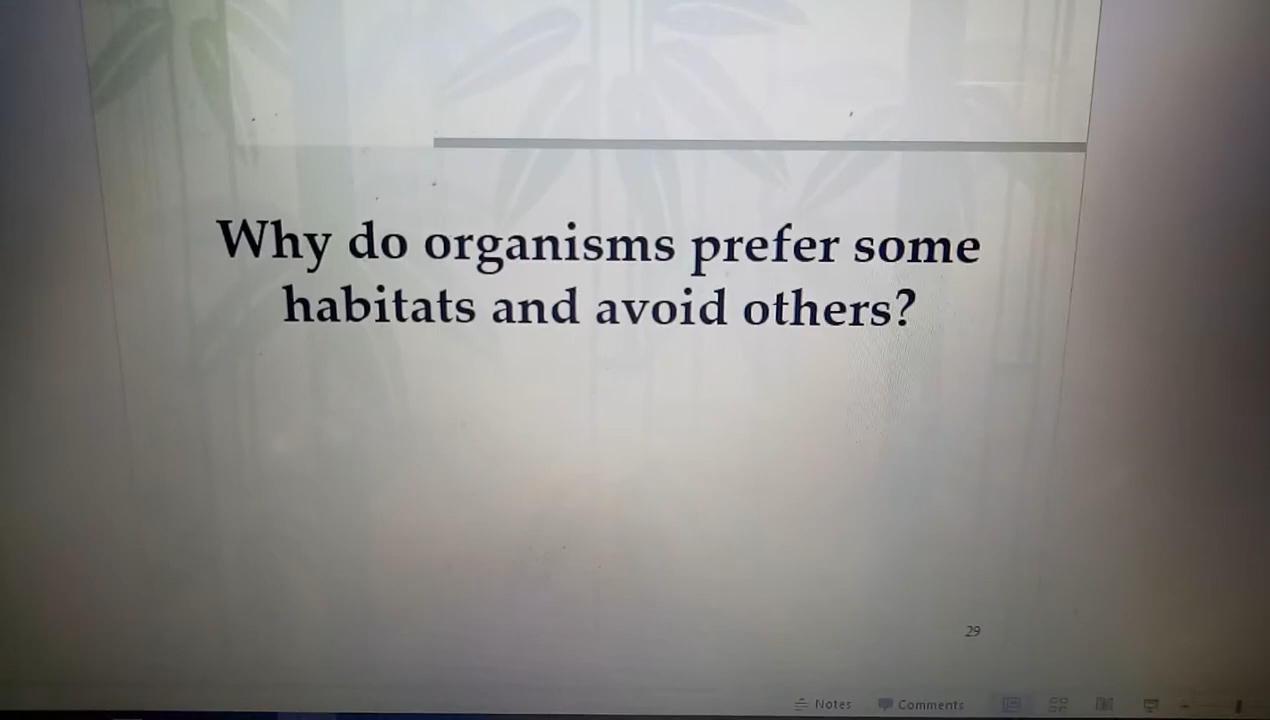 Why do organisms prefer some
habitats and avoid others?
29
Notes
Comments